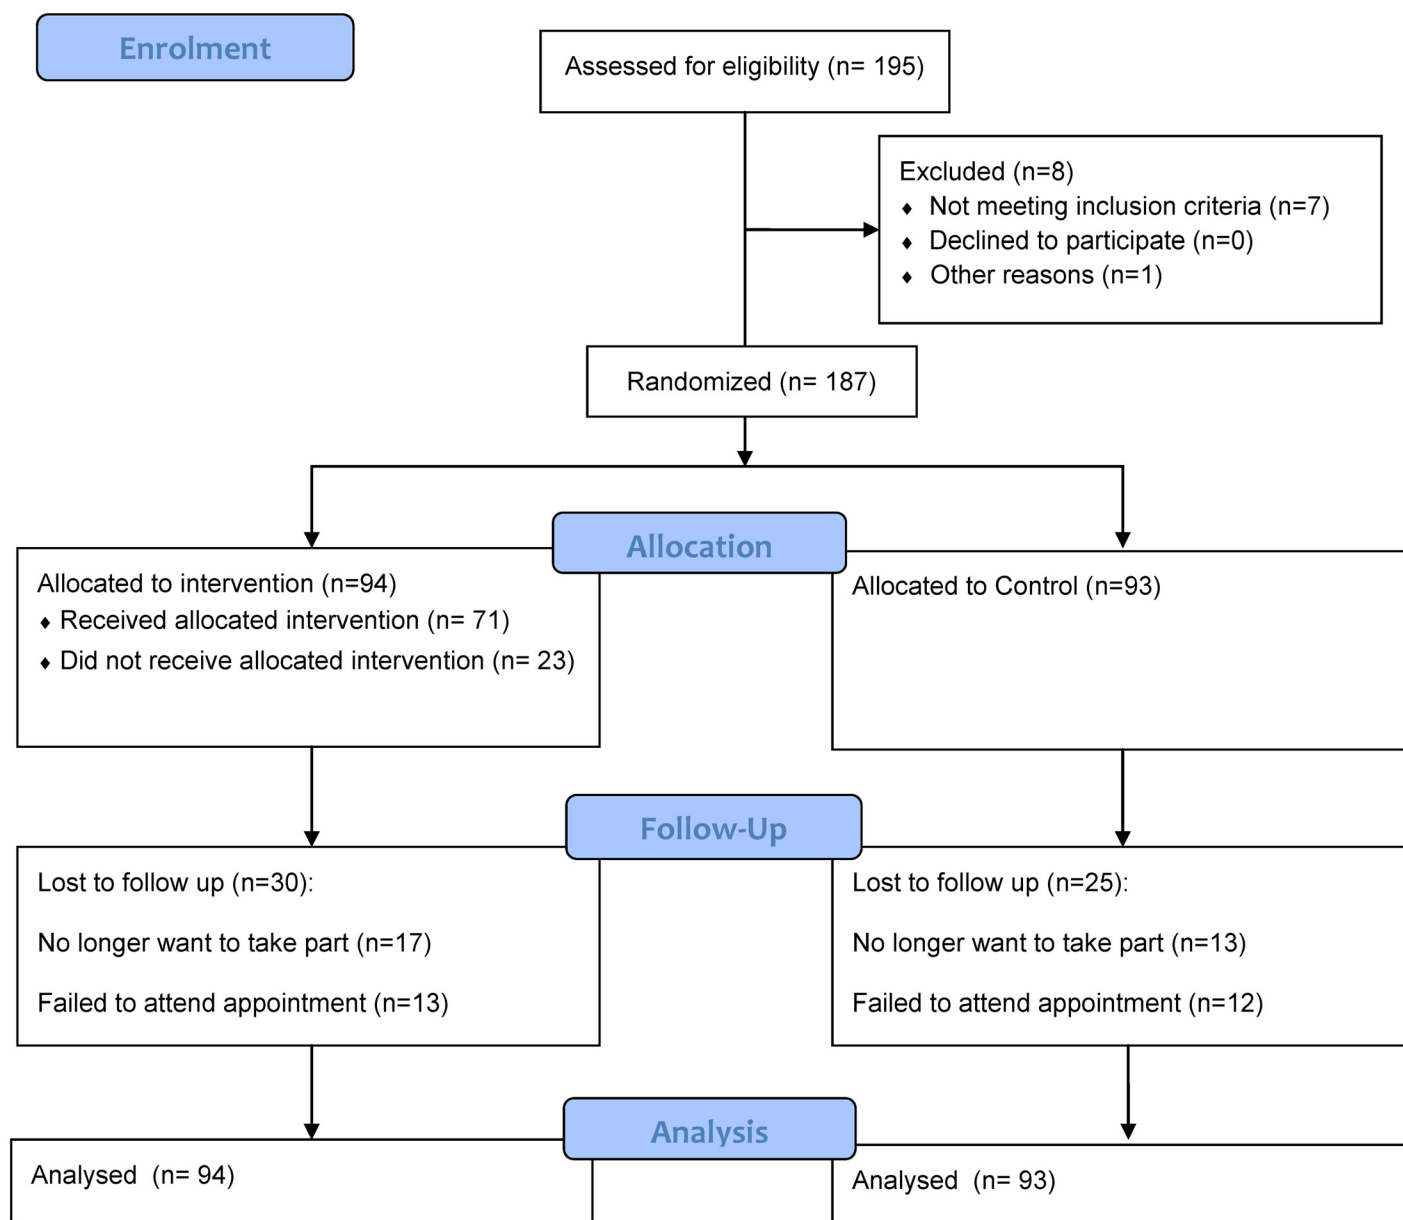 Enrolment
Assessed for eligibility (n= 195)
Excluded (n=8)
♦ Not meeting inclusion criteria (n=7)
♦ Declined to participate (n=0)
♦ Other reasons (n=1)
Randomized (n= 187)
Allocation
Allocated to intervention (n=94)
♦ Received allocated intervention (n= 71)
♦ Did not receive allocated intervention (n= 23)
Allocated to Control (n=93)
Follow-Up
Lost to follow up (n=30):
No longer want to take part (n=17)
Failed to attend appointment (n=13)
Lost to follow up (n=25):
No longer want to take part (n=13)
Failed to attend appointment (n=12)
Analysis
Analysed (n= 94)
Analysed (n= 93)